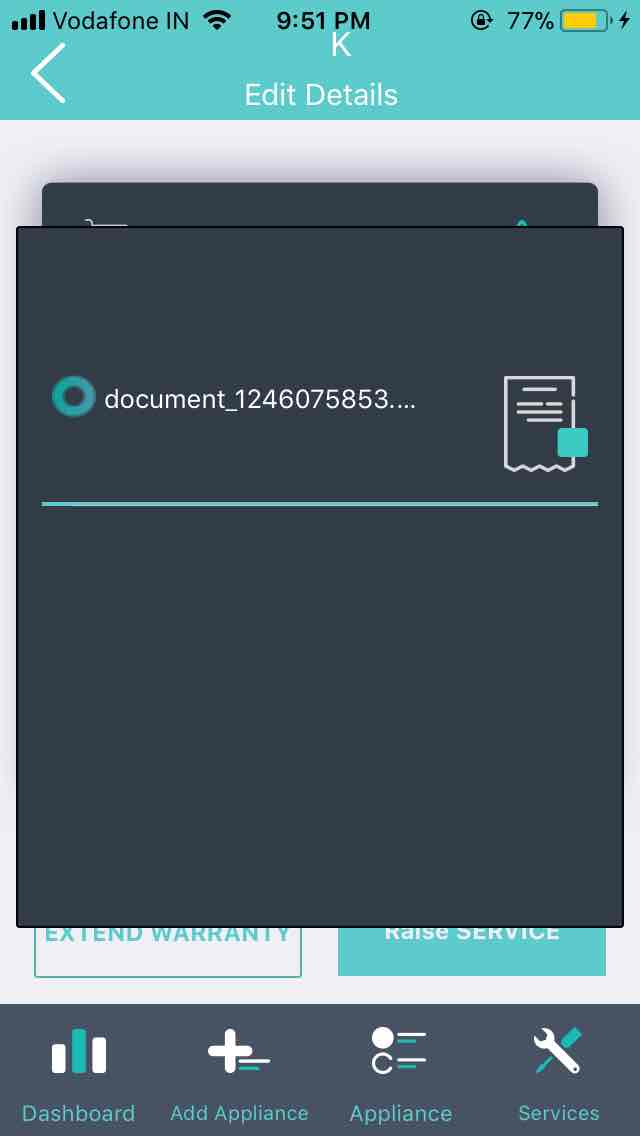 Vodafone IN 9:51 PM 77%
K
Edit Details
document_1246075853....
EXTEND WARRANTY Raise SERVICE
Dashboard Add Appliance Appliance Services